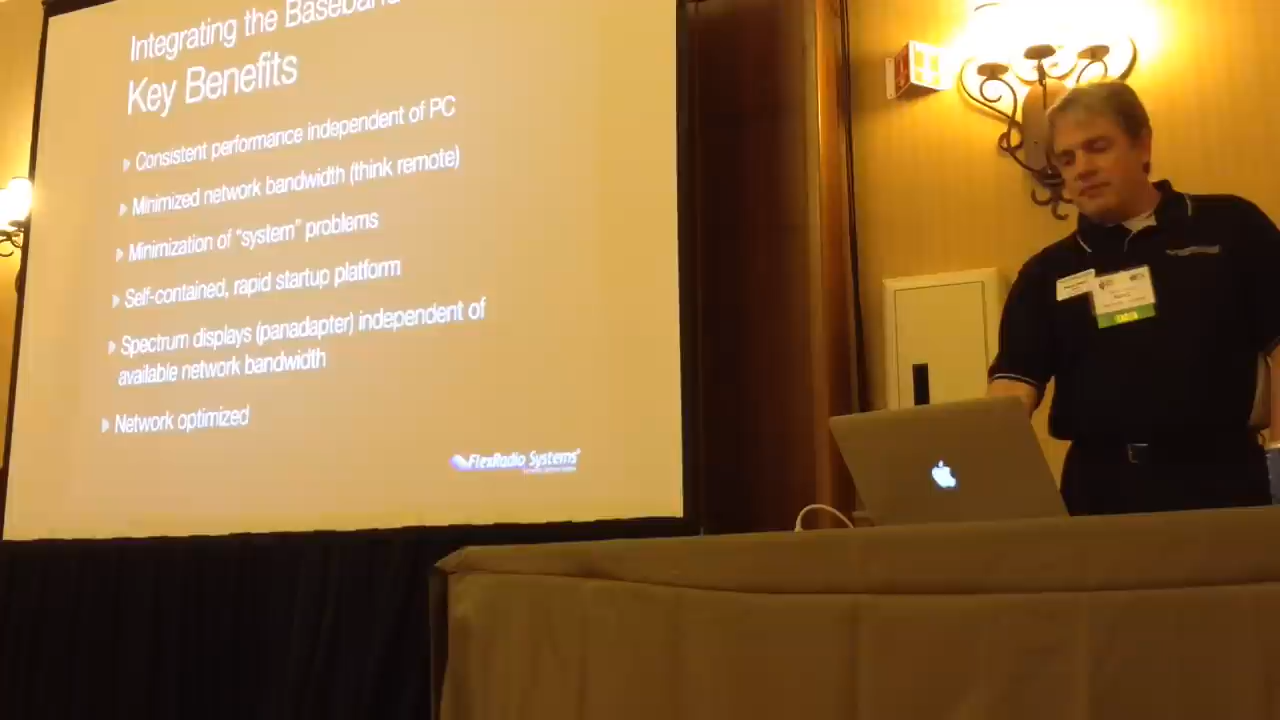 Integrating the Baseband
Key Benefits
Consistent performance independent of PC
Minimized network bandwidth (think remote)
Minimization of “system” problems
Self-contained, rapid startup platform
Spectrum displays (panadapter) independent of
available network bandwidth
Network optimized
FlexRadio Systems®